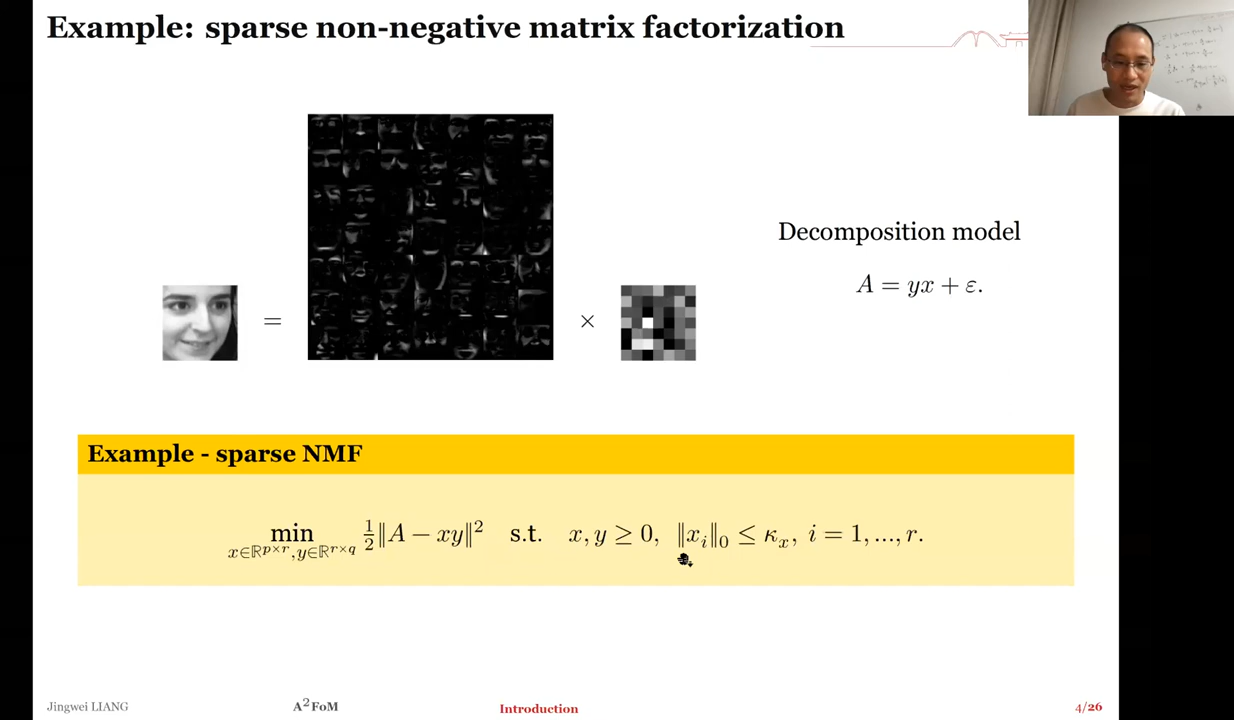 Example: sparse non-negative matrix factorization
Decomposition model
A = yx + ε.
=
×
Example - sparse NMF
min_{x∈ℝ^{p×r}, y∈ℝ^{r×q}} ½‖A − xy‖² s.t. x, y ≥ 0, ‖x_i‖₀ ≤ κ_x, i = 1, ..., r.
Jingwei LIANG A²FoM Introduction 4/26